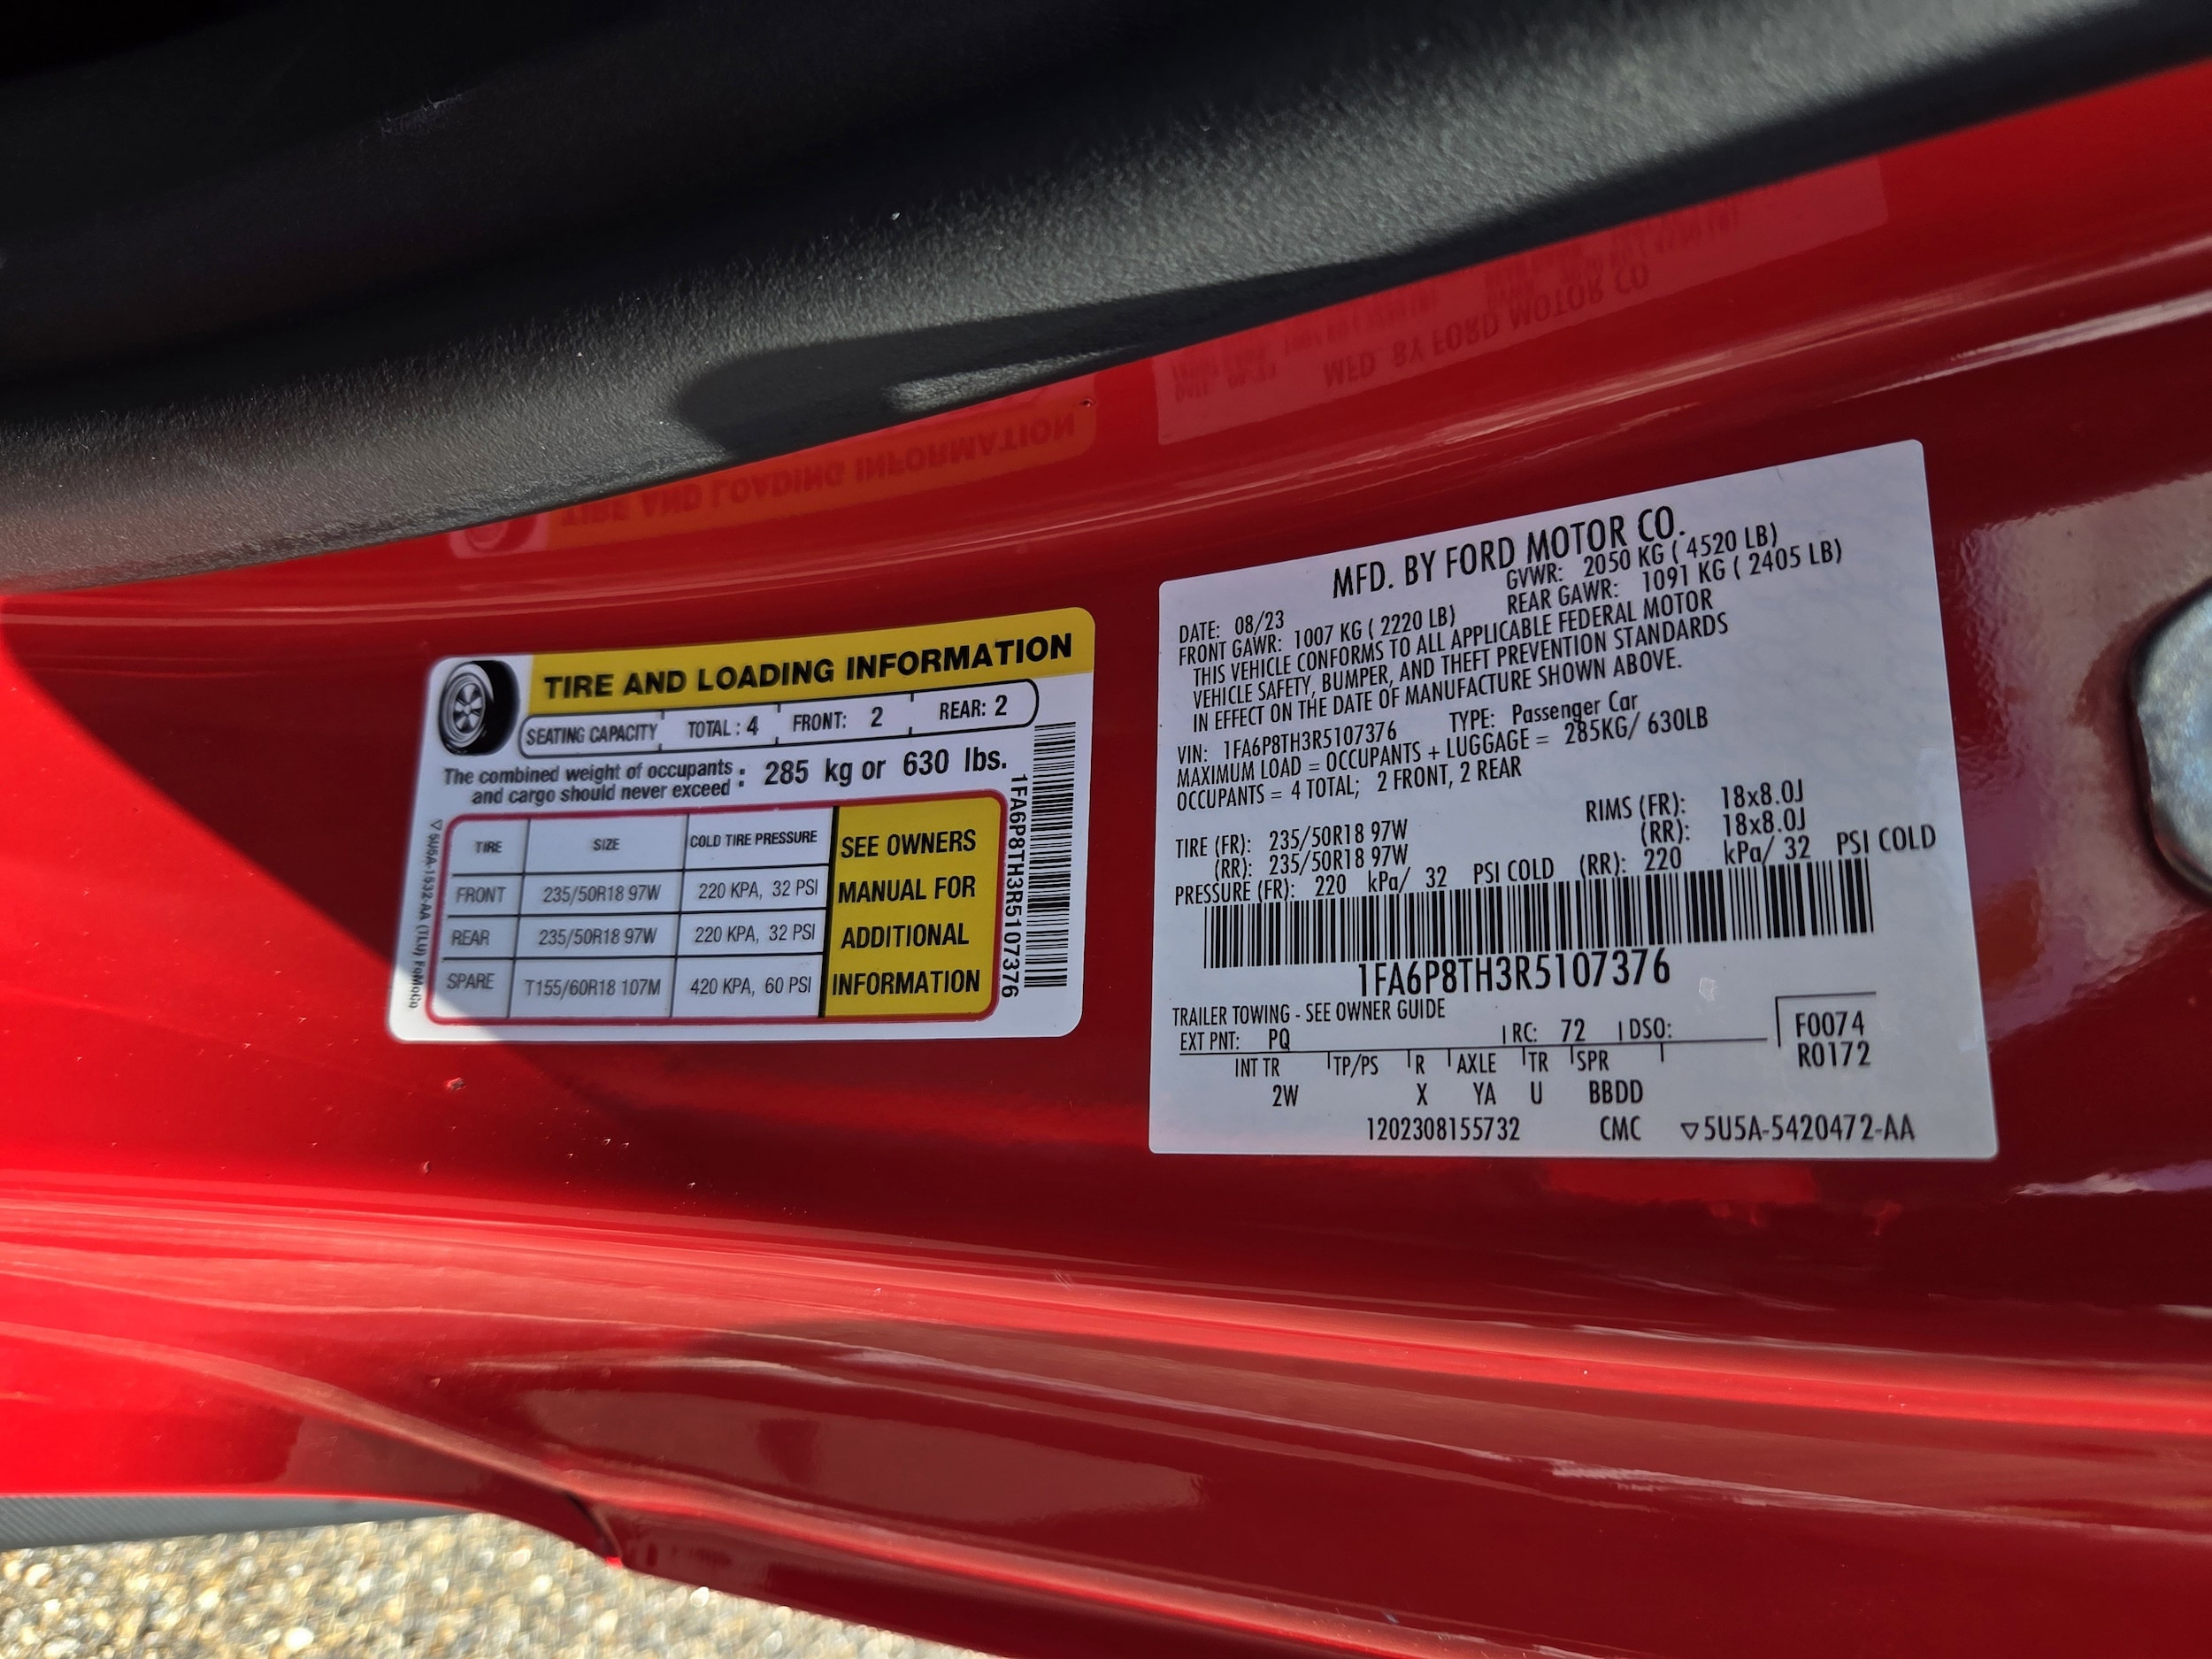 TIRE AND LOADING INFORMATION
SEATING CAPACITY TOTAL : 4 FRONT: 2 REAR: 2
The combined weight of occupants
and cargo should never exceed : 285 kg or 630 lbs.
TIRE SIZE COLD TIRE PRESSURE
FRONT 235/50R18 97W 220 KPA, 32 PSI
REAR 235/50R18 97W 220 KPA, 32 PSI
SPARE T155/60R18 107M 420 KPA, 60 PSI
SEE OWNERS
MANUAL FOR
ADDITIONAL
INFORMATION
1FA6P8TH3R5107376
MFD. BY FORD MOTOR CO.
DATE: 08/23 GVWR: 2050 KG ( 4520 LB)
FRONT GAWR: 1007 KG ( 2220 LB) REAR GAWR: 1091 KG ( 2405 LB)
THIS VEHICLE CONFORMS TO ALL APPLICABLE FEDERAL MOTOR
VEHICLE SAFETY, BUMPER, AND THEFT PREVENTION STANDARDS
IN EFFECT ON THE DATE OF MANUFACTURE SHOWN ABOVE.
VIN: 1FA6P8TH3R5107376 TYPE: Passenger Car
MAXIMUM LOAD = OCCUPANTS + LUGGAGE = 285KG/ 630LB
OCCUPANTS = 4 TOTAL; 2 FRONT, 2 REAR
TIRE (FR): 235/50R18 97W RIMS (FR): 18x8.0J
(RR): 235/50R18 97W (RR): 18x8.0J
PRESSURE (FR): 220 kPa/ 32 PSI COLD (RR): 220 kPa/ 32 PSI COLD
1FA6P8TH3R5107376
TRAILER TOWING - SEE OWNER GUIDE
EXT PNT: PQ RC: 72 DSO:
F0074
R0172
INT TR TP/PS R AXLE TR SPR
2W X YA U BBDD
1202308155732 CMC ▽5U5A-5420472-AA